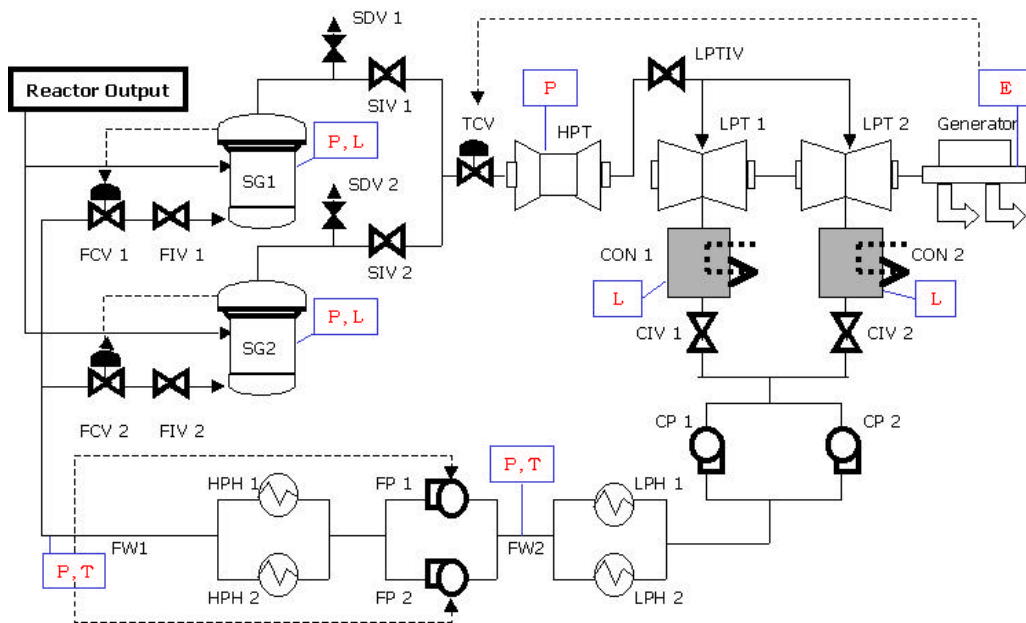 SDV 1
LPTIV
Reactor Output
SIV 1
P
E
TCV
HPT
LPT 1
LPT 2
Generator
P, L
SG1
SDV 2
FCV 1
FIV 1
SIV 2
CON 1
CON 2
P, L
L
L
SG2
CIV 1
CIV 2
FCV 2
FIV 2
CP 1
CP 2
P, T
HPH 1
FP 1
LPH 1
FW1
FW2
P, T
HPH 2
FP 2
LPH 2